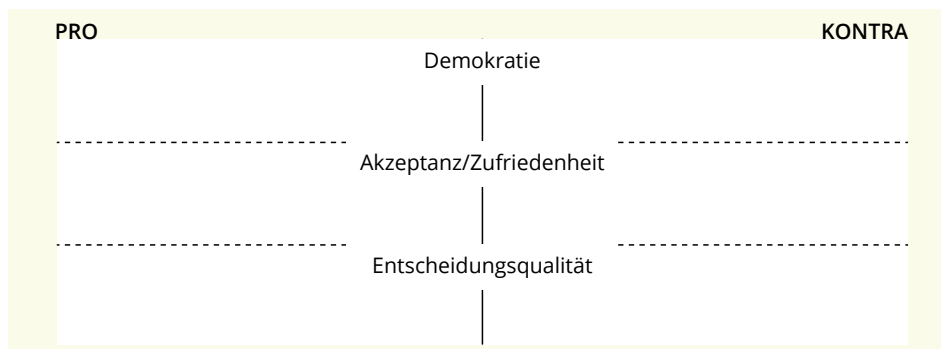 PRO KONTRA
Demokratie
Akzeptanz/Zufriedenheit
Entscheidungsqualität